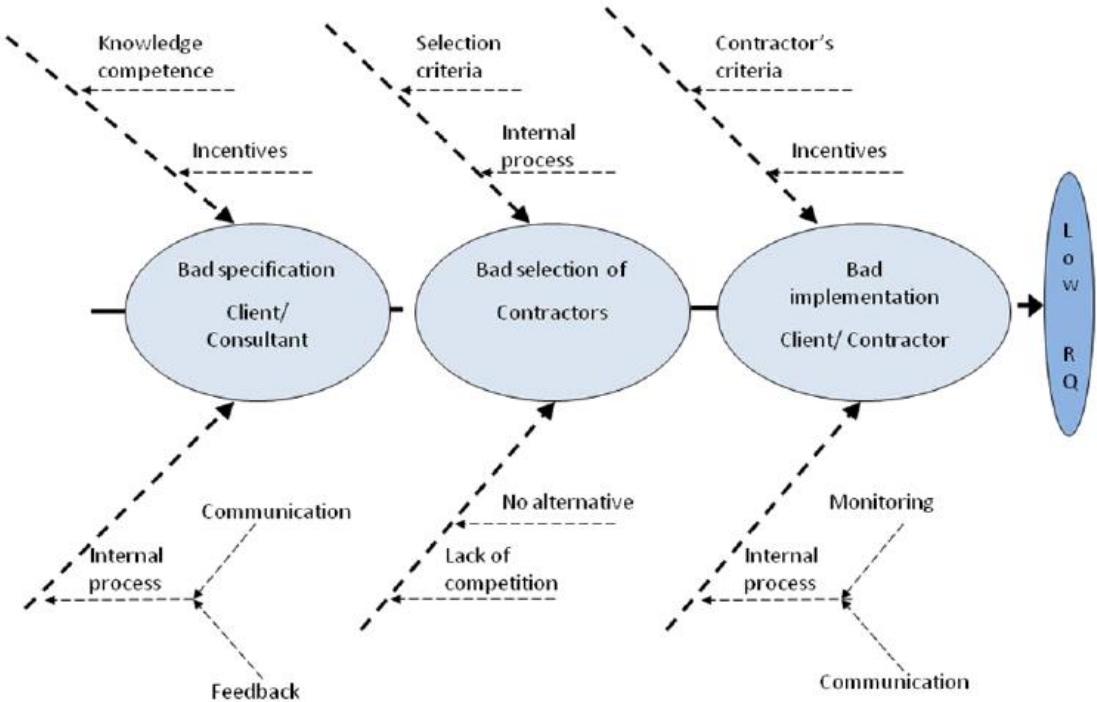 Knowledge
competence
Incentives
Selection
criteria
Internal
process
Contractor's
criteria
Incentives
Bad specification
Client/
Consultant
Bad selection of
Contractors
Bad
implementation
Client/ Contractor
L
o
w
R
Q
Communication
Internal
process
Feedback
No alternative
Lack of
competition
Monitoring
Internal
process
Communication